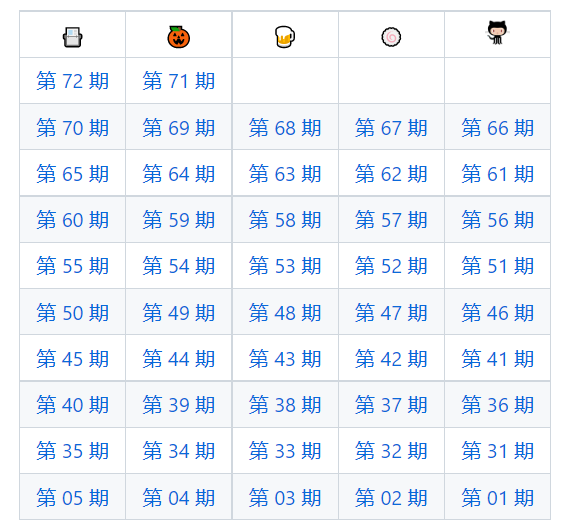 第 72 期 第 71 期
第 70 期 第 69 期 第 68 期 第 67 期 第 66 期
第 65 期 第 64 期 第 63 期 第 62 期 第 61 期
第 60 期 第 59 期 第 58 期 第 57 期 第 56 期
第 55 期 第 54 期 第 53 期 第 52 期 第 51 期
第 50 期 第 49 期 第 48 期 第 47 期 第 46 期
第 45 期 第 44 期 第 43 期 第 42 期 第 41 期
第 40 期 第 39 期 第 38 期 第 37 期 第 36 期
第 35 期 第 34 期 第 33 期 第 32 期 第 31 期
第 05 期 第 04 期 第 03 期 第 02 期 第 01 期